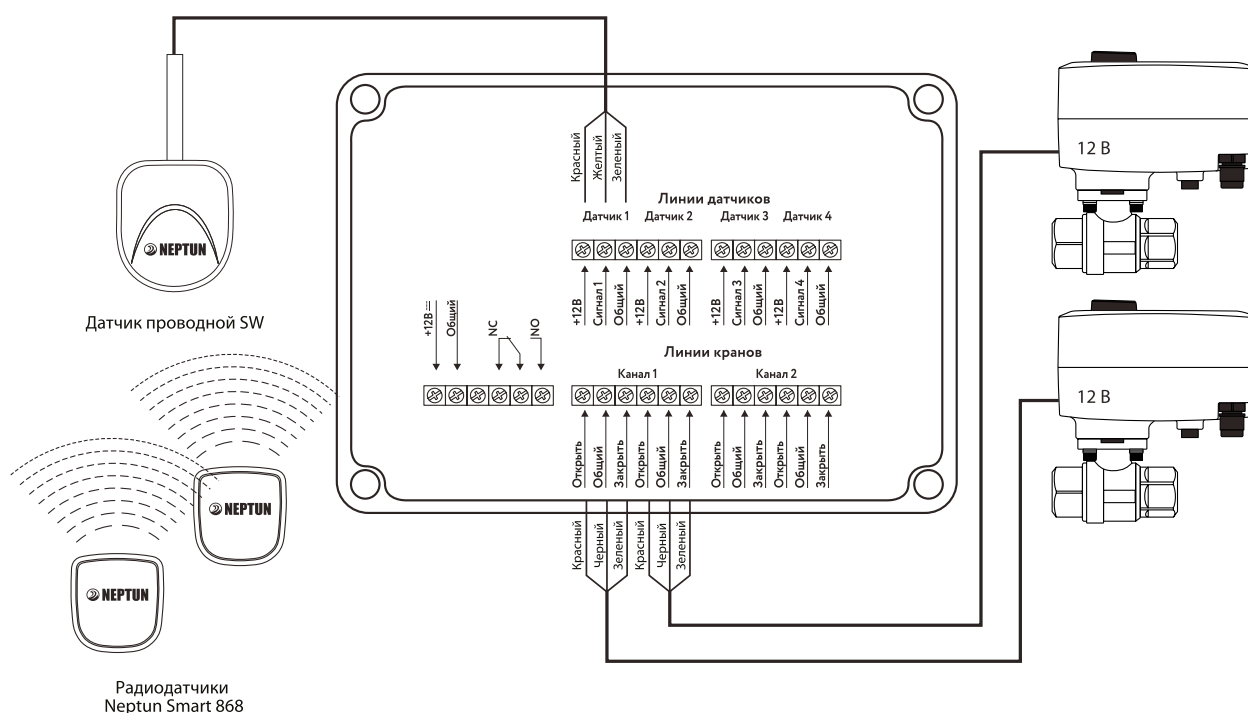 Красный
Желтый
Зеленый
Линии датчиков
Датчик 1
Датчик 2
Датчик 3
Датчик 4
+12В
Сигнал 1
Общий
+12В
Сигнал 2
Общий
+12В
Сигнал 3
Общий
+12В
Сигнал 4
Общий
12 В
NEPTUN
Датчик проводной SW
+12В
Общий
NC
NO
Линии кранов
Канал 1
Канал 2
12 В
Открыть
Общий
Закрыть
Открыть
Общий
Закрыть
Открыть
Общий
Закрыть
Открыть
Общий
Закрыть
NEPTUN
Красный
Черный
Зеленый
Красный
Черный
Зеленый
NEPTUN
Радиодатчики
Neptun Smart 868